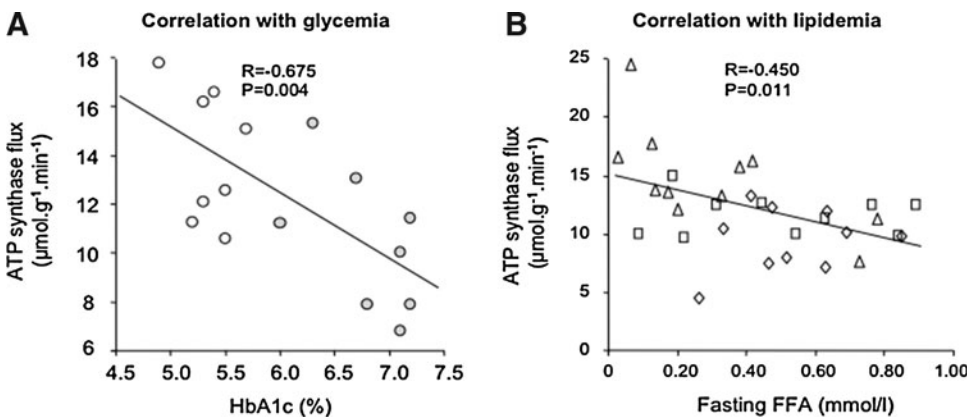 A
Correlation with glycemia
R=-0.675
P=0.004
ATP synthase flux
(µmol.g⁻¹.min⁻¹)
18
16
14
12
10
8
6
4.5 5.0 5.5 6.0 6.5 7.0 7.5
HbA1c (%)
B
Correlation with lipidemia
R=-0.450
P=0.011
ATP synthase flux
(µmol.g⁻¹.min⁻¹)
25
20
15
10
5
0
0.20 0.40 0.60 0.80 1.00
Fasting FFA (mmol/l)